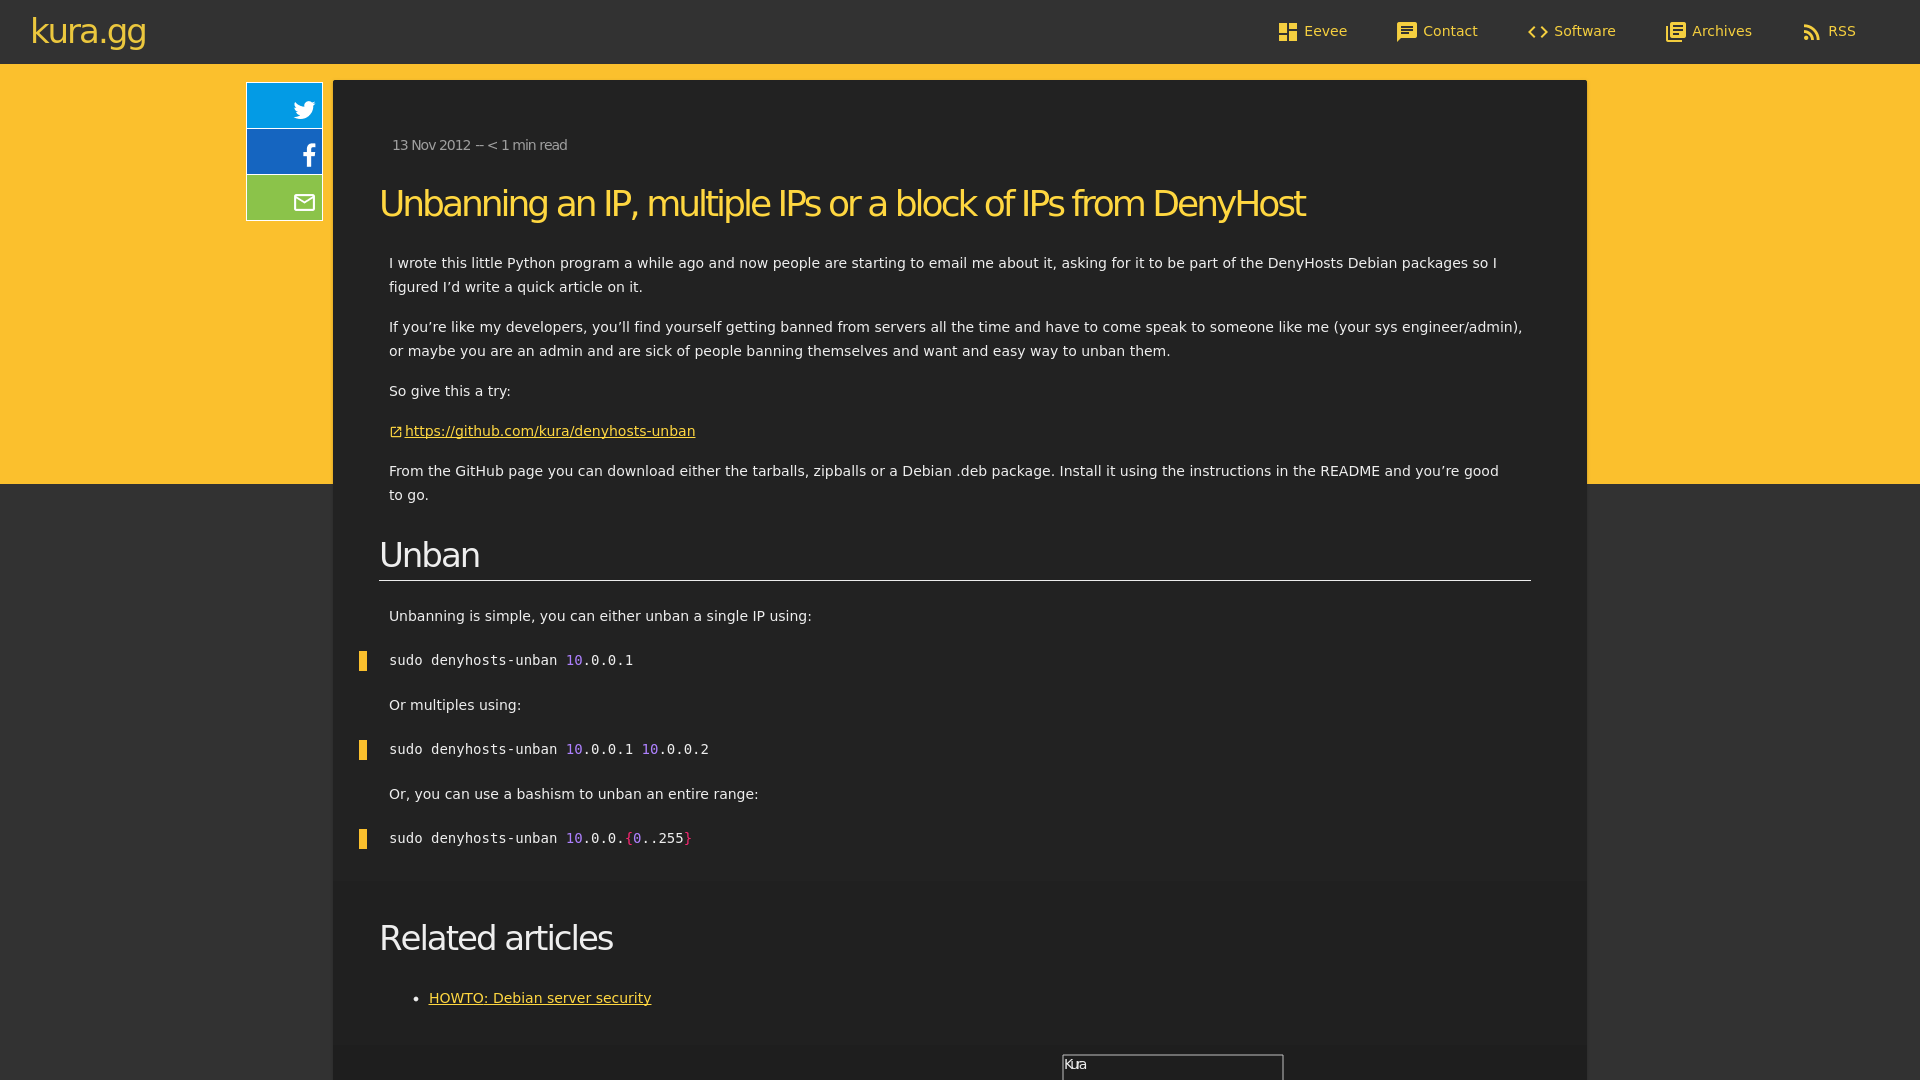 kura.gg
Eevee
Contact
Software
Archives
RSS
13 Nov 2012 -- < 1 min read
Unbanning an IP, multiple IPs or a block of IPs from DenyHost
I wrote this little Python program a while ago and now people are starting to email me about it, asking for it to be part of the DenyHosts Debian packages so I
figured I’d write a quick article on it.
If you’re like my developers, you’ll find yourself getting banned from servers all the time and have to come speak to someone like me (your sys engineer/admin),
or maybe you are an admin and are sick of people banning themselves and want and easy way to unban them.
So give this a try:
https://github.com/kura/denyhosts-unban
From the GitHub page you can download either the tarballs, zipballs or a Debian .deb package. Install it using the instructions in the README and you’re good
to go.
Unban
Unbanning is simple, you can either unban a single IP using:
sudo denyhosts-unban 10.0.0.1
Or multiples using:
sudo denyhosts-unban 10.0.0.1 10.0.0.2
Or, you can use a bashism to unban an entire range:
sudo denyhosts-unban 10.0.0.{0..255}
Related articles
• HOWTO: Debian server security
Kura